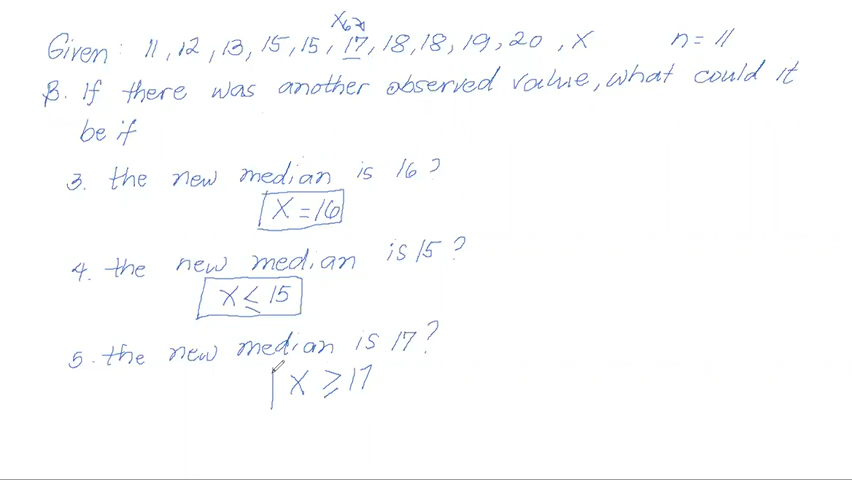 Given: 11, 12, 13, 15, 15, 17, 18, 18, 19, 20, x n = 11
B. If there was another observed value, what could it
be if
3. the new median is 16?
x = 16
4. the new median is 15?
x ≤ 15
5. the new median is 17?
x ≥ 17